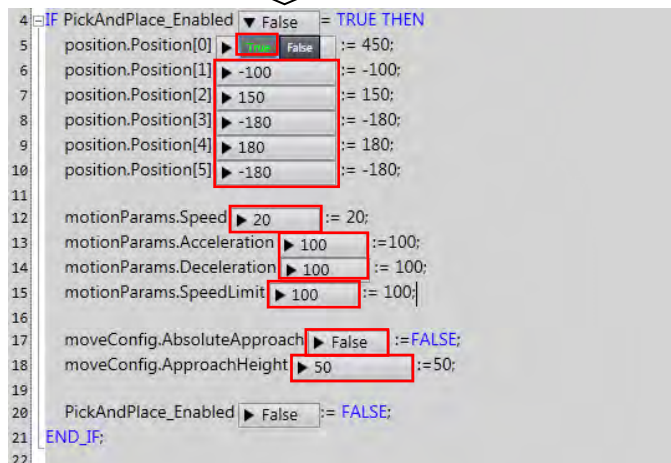 4 IF PickAndPlace_Enabled ▼ False = TRUE THEN
5 position.Position[0] ▶ True False := 450;
6 position.Position[1] ▶ -100 := -100;
7 position.Position[2] ▶ 150 := 150;
8 position.Position[3] ▶ -180 := -180;
9 position.Position[4] ▶ 180 := 180;
10 position.Position[5] ▶ -180 := -180;
11
12 motionParams.Speed ▶ 20 := 20;
13 motionParams.Acceleration ▶ 100 :=100;
14 motionParams.Deceleration ▶ 100 := 100;
15 motionParams.SpeedLimit ▶ 100 := 100;
16
17 moveConfig.AbsoluteApproach ▶ False :=FALSE;
18 moveConfig.ApproachHeight ▶ 50 :=50;
19
20 PickAndPlace_Enabled ▶ False := FALSE;
21 END_IF;
22